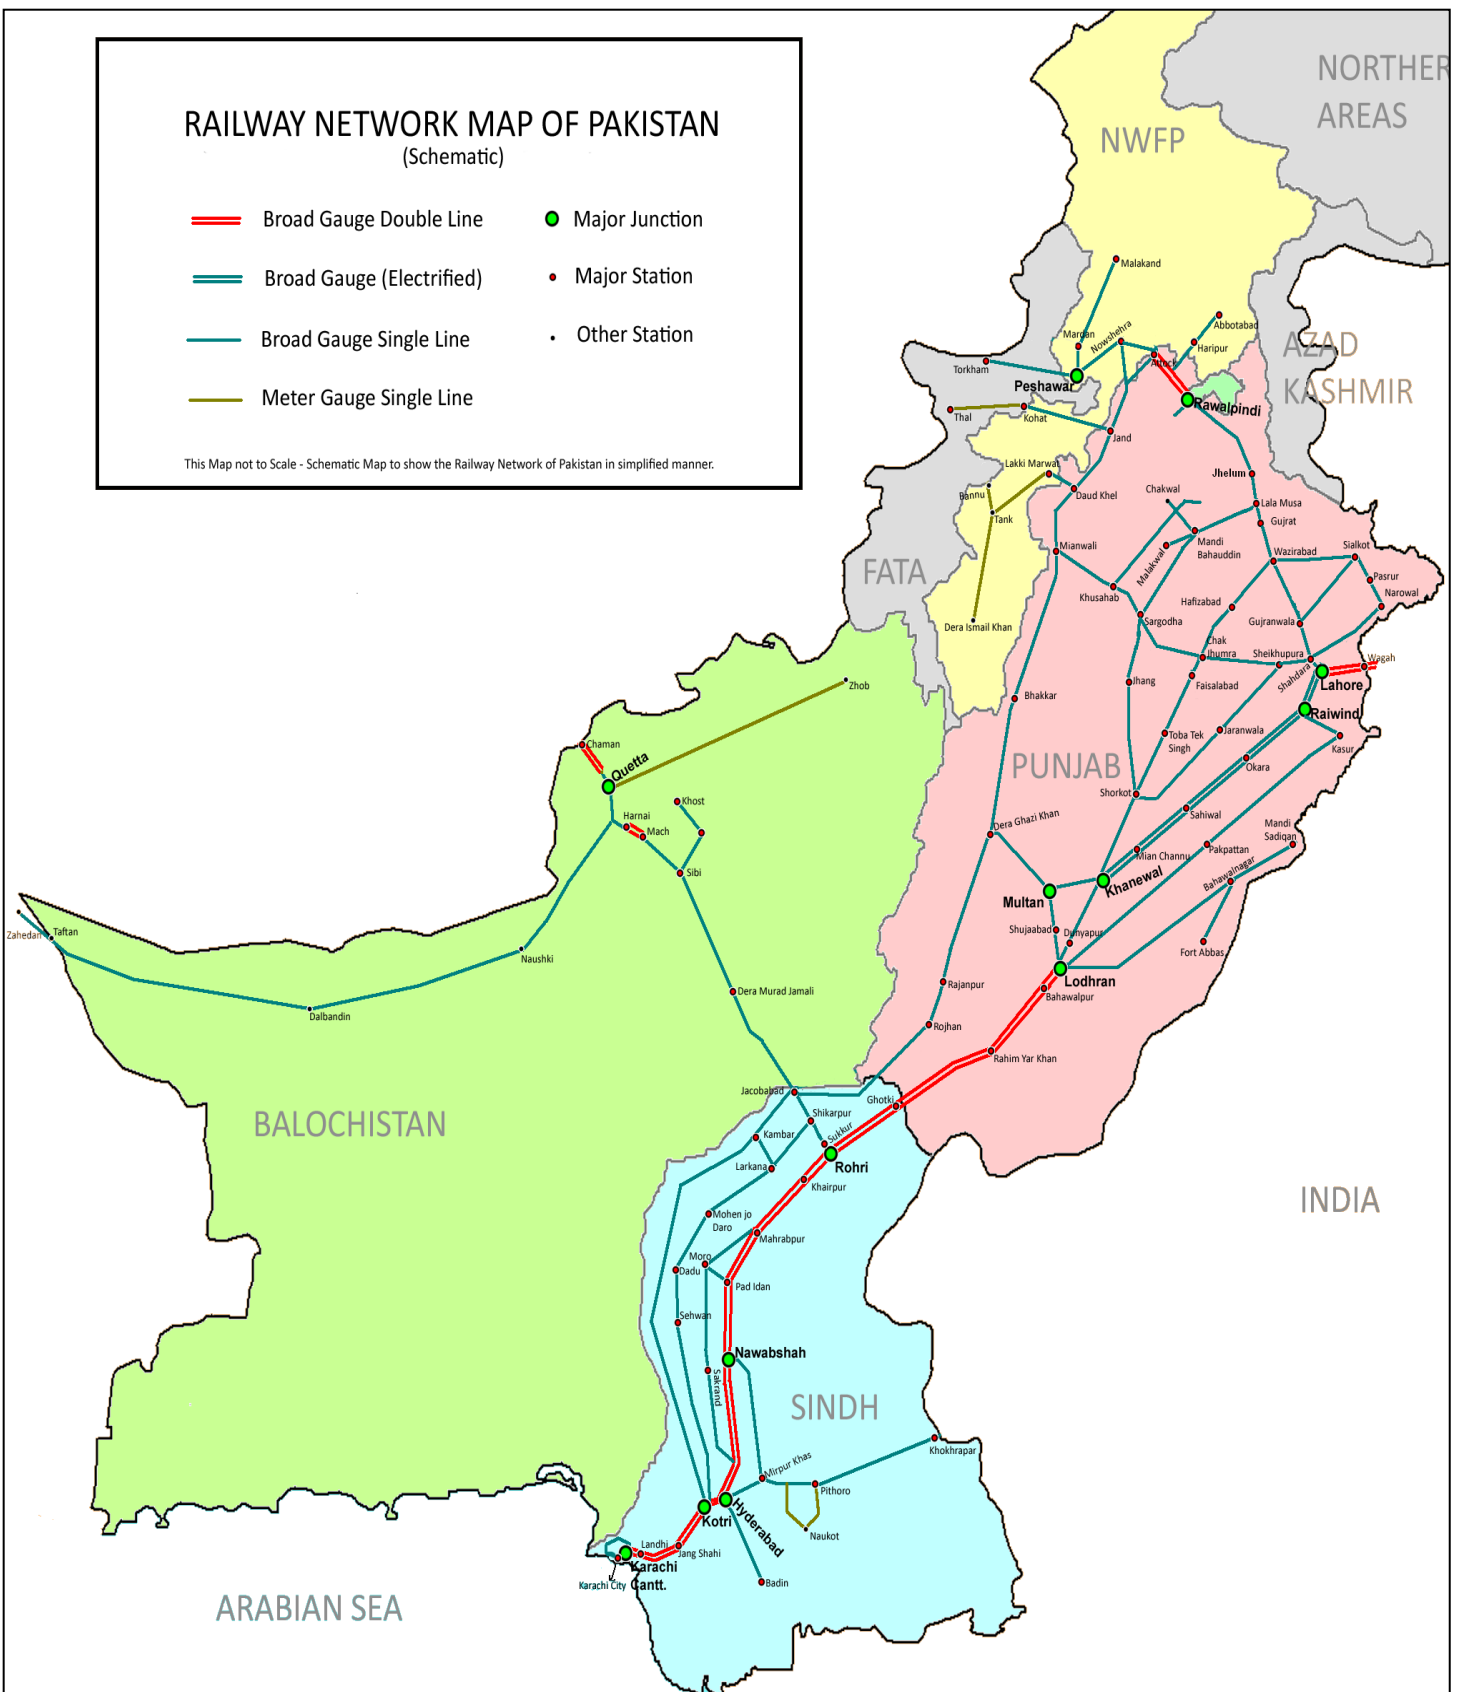 RAILWAY NETWORK MAP OF PAKISTAN
(Schematic)
Broad Gauge Double Line
Major Junction
Broad Gauge (Electrified)
Major Station
Broad Gauge Single Line
Other Station
Meter Gauge Single Line
This Map not to Scale - Schematic Map to show the Railway Network of Pakistan in simplified manner.
NORTHER
AREAS
NWFP
AZAD
KASHMIR
FATA
PUNJAB
BALOCHISTAN
SINDH
INDIA
ARABIAN SEA
Malakand
Mardan
Nowshehra
Abbotabad
Haripur
Attock
Torkham
Peshawar
Rawalpindi
Thal
Kohat
Jand
Lakki Marwat
Bannu
Daud Khel
Tank
Jhelum
Chakwal
Lala Musa
Gujrat
Mandi
Bahauddin
Malakwal
Mianwali
Wazirabad
Sialkot
Pasrur
Narowal
Khusahab
Hafizabad
Sargodha
Gujranwala
Dera Ismail Khan
Chak
Jhumra
Sheikhupura
Shahdara
Wagah
Lahore
Jhang
Faisalabad
Bhakkar
Raiwind
Toba Tek
Singh
Jaranwala
Kasur
Okara
Shorkot
Sahiwal
Mandi
Sadiqan
Dera Ghazi Khan
Mian Channu
Pakpattan
Bahawalnagar
Khanewal
Multan
Shujaabad
Dunyapur
Fort Abbas
Lodhran
Bahawalpur
Rajanpur
Rojhan
Rahim Yar Khan
Zhob
Chaman
Quetta
Khost
Harnai
Mach
Sibi
Zahedan
Taftan
Naushki
Dalbandin
Dera Murad Jamali
Jacobabad
Ghotki
Shikarpur
Sukkur
Kambar
Larkana
Rohri
Khairpur
Mohen jo
Daro
Mahrabpur
Moro
Dadu
Pad Idan
Sehwan
Nawabshah
Sakrand
Khokhrapar
Mirpur Khas
Pithoro
Naukot
Hyderabad
Kotri
Landhi
Jang Shahi
Karachi
Cantt.
Karachi City
Badin